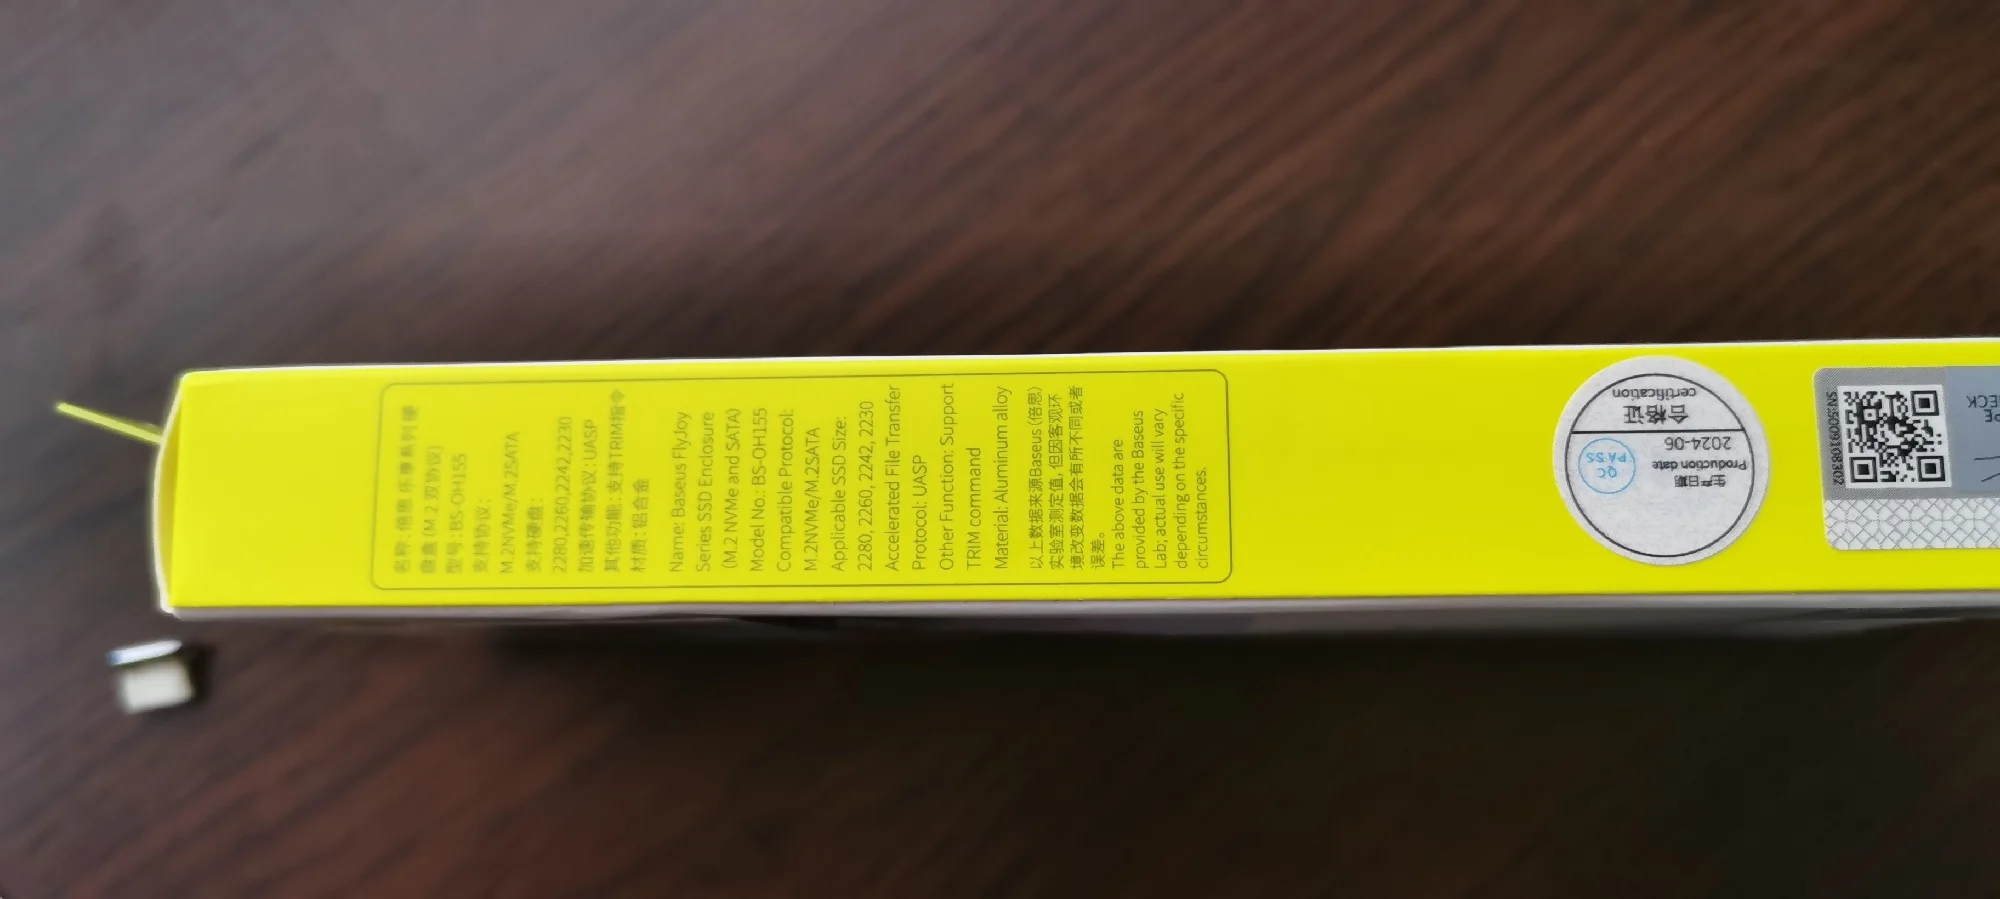 名称：倍思 乐享系列硬
盘盒 (M.2 双协议)
型号：BS-OH155
支持协议：
M.2NVMe/M.2SATA
支持硬盘：
2280,2260,2242,2230
加速传输协议：UASP
其他功能：支持TRIM指令
材质：铝合金
Name: Baseus FlyJoy
Series SSD Enclosure
(M.2 NVMe and SATA)
Model No.: BS-OH155
Compatible Protocol:
M.2NVMe/M.2SATA
Applicable SSD Size:
2280, 2260, 2242, 2230
Accelerated File Transfer
Protocol: UASP
Other Function: Support
TRIM command
Material: Aluminum alloy
以上数据来源Baseus（倍思）
实验室测定值，但因客观环
境改变数据会有所不同或者
误差。
The above data are
provided by the Baseus
Lab, actual use will vary
depending on the specific
circumstances.
生产日期
Production date
2024-06
QC
PASS
合格证
certification